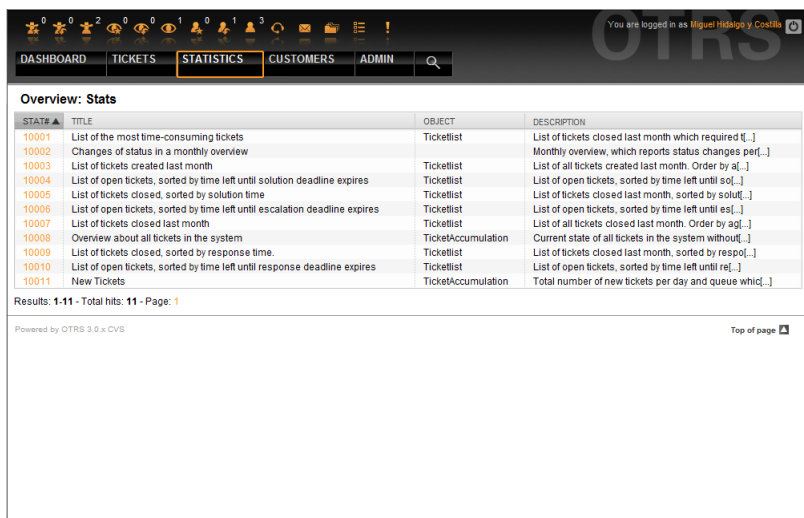 0 0 2 0 0 1 0 1 3
OTRS
You are logged in as Miguel Hidalgo y Costilla
DASHBOARD TICKETS STATISTICS CUSTOMERS ADMIN
Overview: Stats
STAT# TITLE OBJECT DESCRIPTION
10001 List of the most time-consuming tickets Ticketlist List of tickets closed last month which required t[...]
10002 Changes of status in a monthly overview Monthly overview, which reports status changes per[...]
10003 List of tickets created last month Ticketlist List of all tickets created last month. Order by a[...]
10004 List of open tickets, sorted by time left until solution deadline expires Ticketlist List of open tickets, sorted by time left until so[...]
10005 List of tickets closed, sorted by solution time Ticketlist List of tickets closed last month, sorted by solut[...]
10006 List of open tickets, sorted by time left until escalation deadline expires Ticketlist List of open tickets, sorted by time left until es[...]
10007 List of tickets closed last month Ticketlist List of all tickets closed last month. Order by ag[...]
10008 Overview about all tickets in the system TicketAccumulation Current state of all tickets in the system without[...]
10009 List of tickets closed, sorted by response time. Ticketlist List of tickets closed last month, sorted by respo[...]
10010 List of open tickets, sorted by time left until response deadline expires Ticketlist List of open tickets, sorted by time left until re[...]
10011 New Tickets TicketAccumulation Total number of new tickets per day and queue whic[...]
Results: 1-11 - Total hits: 11 - Page: 1
Powered by OTRS 3.0.x CVS Top of page